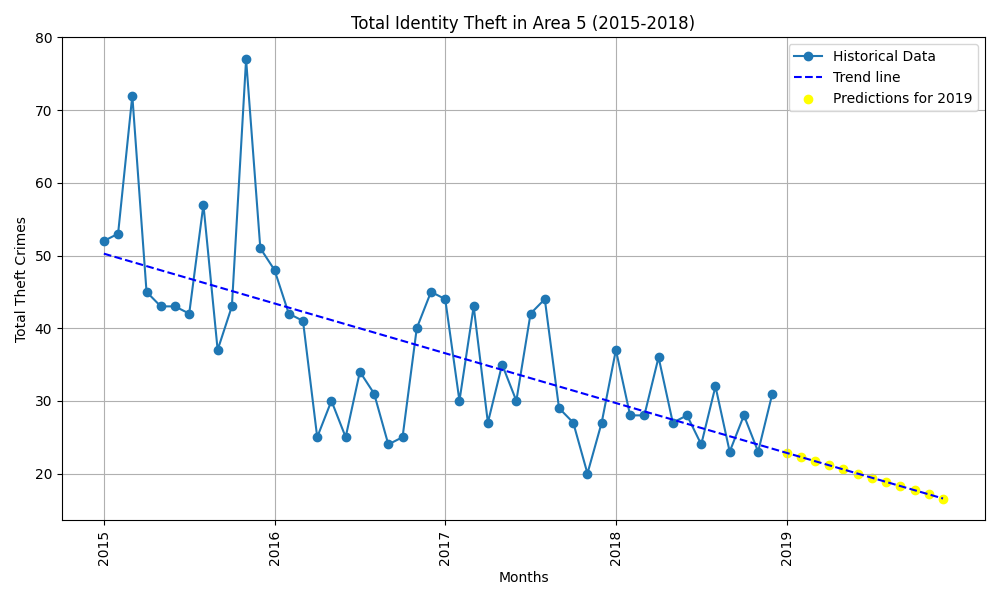 Total Identity Theft in Area 5 (2015-2018)
Historical Data
Trend line
Predictions for 2019
Total Theft Crimes
80
70
60
50
40
30
20
2015
2016
2017
2018
2019
Months